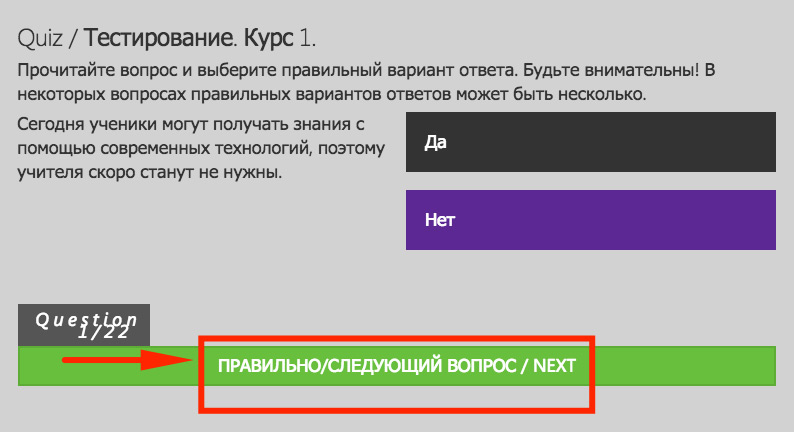 Quiz / Тестирование. Курс 1.
Прочитайте вопрос и выберите правильный вариант ответа. Будьте внимательны! В
некоторых вопросах правильных вариантов ответов может быть несколько.
Сегодня ученики могут получать знания с
помощью современных технологий, поэтому
учителя скоро станут не нужны.
Да
Нет
Question
1/22
ПРАВИЛЬНО/СЛЕДУЮЩИЙ ВОПРОС / NEXT